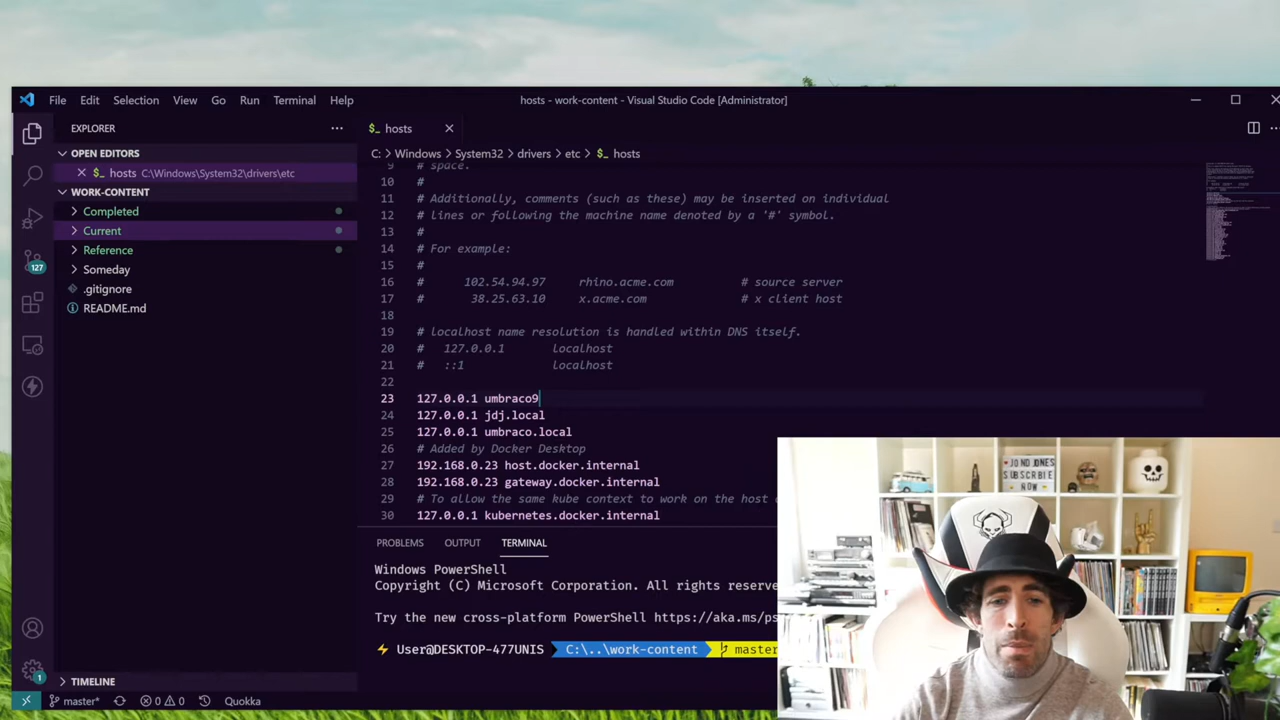 File Edit Selection View Go Run Terminal Help
hosts - work-content - Visual Studio Code [Administrator]
EXPLORER
OPEN EDITORS
hosts C:\Windows\System32\drivers\etc
WORK-CONTENT
Completed
Current
Reference
Someday
.gitignore
README.md
TIMELINE
127
1
hosts
C: > Windows > System32 > drivers > etc > hosts
9 # space.
10 #
11 # Additionally, comments (such as these) may be inserted on individual
12 # lines or following the machine name denoted by a '#' symbol.
13 #
14 # For example:
15 #
16 # 102.54.94.97 rhino.acme.com # source server
17 # 38.25.63.10 x.acme.com # x client host
18
19 # localhost name resolution is handled within DNS itself.
20 # 127.0.0.1 localhost
21 # ::1 localhost
22
23 127.0.0.1 umbraco9
24 127.0.0.1 jdj.local
25 127.0.0.1 umbraco.local
26 # Added by Docker Desktop
27 192.168.0.23 host.docker.internal
28 192.168.0.23 gateway.docker.internal
29 # To allow the same kube context to work on the host
30 127.0.0.1 kubernetes.docker.internal
PROBLEMS OUTPUT TERMINAL
Windows PowerShell
Copyright (C) Microsoft Corporation. All rights reserve
Try the new cross-platform PowerShell https://aka.ms/ps
User@DESKTOP-477UNIS C:\..\work-content master
master* 0 0 Quokka
JONO JONES
SUBSCRIBE
NOW